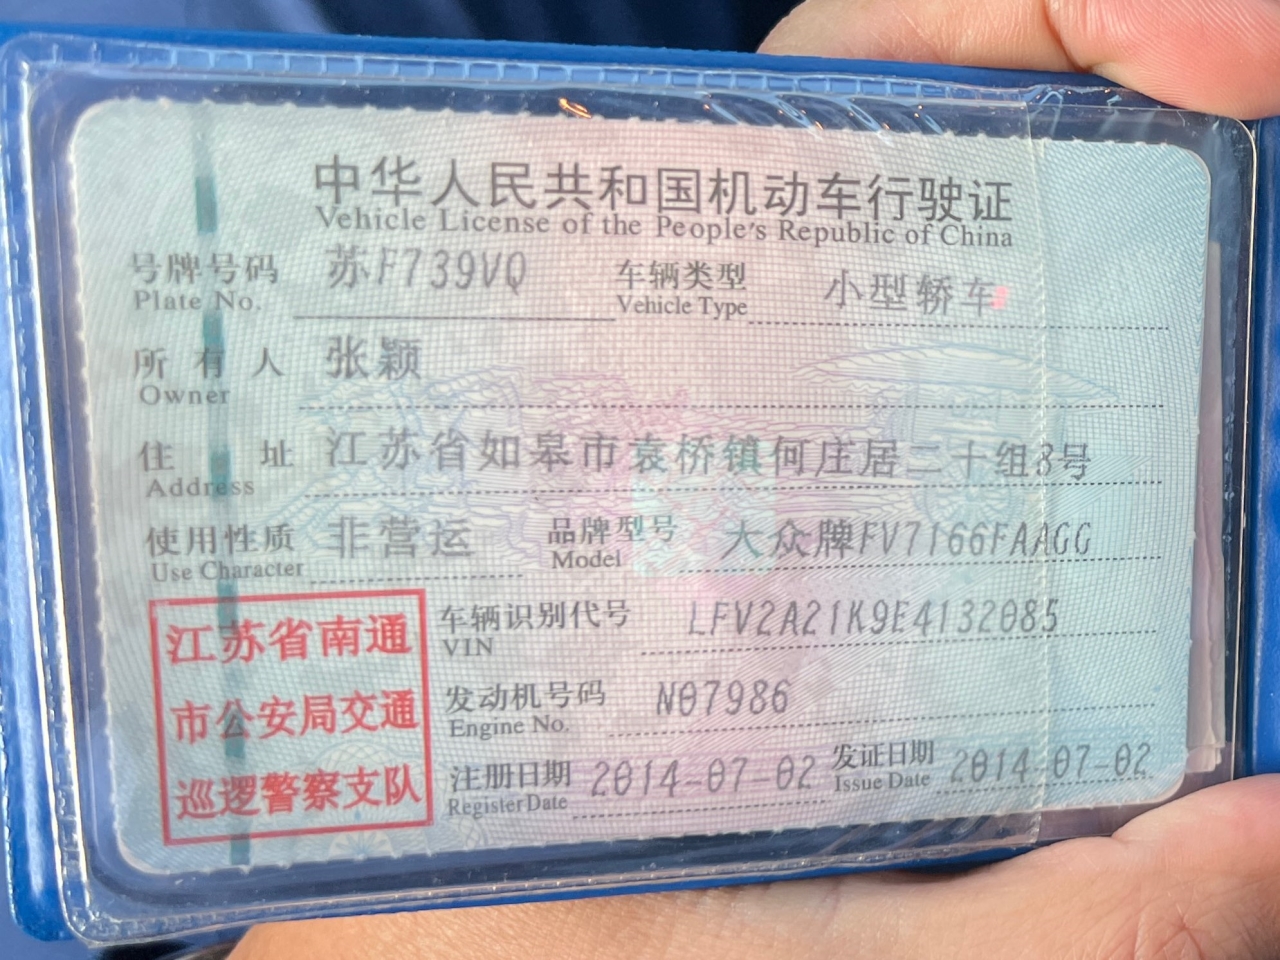 中华人民共和国机动车行驶证
Vehicle License of the People's Republic of China
号牌号码 苏F739VQ 车辆类型 小型轿车
Plate No. Vehicle Type
所有人 张颖
Owner
住址 江苏省如皋市袁桥镇何庄居二十组8号
Address
使用性质 非营运 品牌型号 大众牌FV7166FAAGG
Use Character Model
江苏省南通
市公安局交通
巡逻警察支队
车辆识别代号 LFV2A21K9E4132085
VIN
发动机号码 N07986
Engine No.
注册日期 2014-07-02 发证日期 2014-07-02
Register Date Issue Date